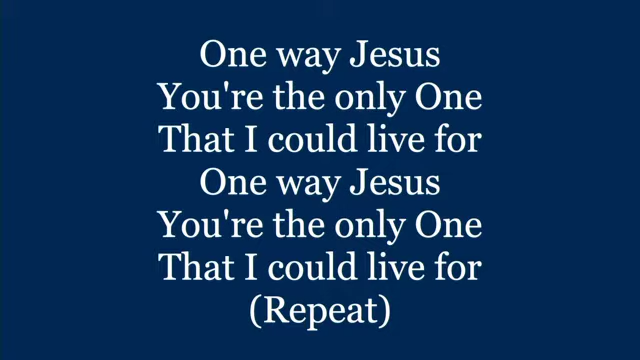 One way Jesus
You're the only One
That I could live for
One way Jesus
You're the only One
That I could live for
(Repeat)